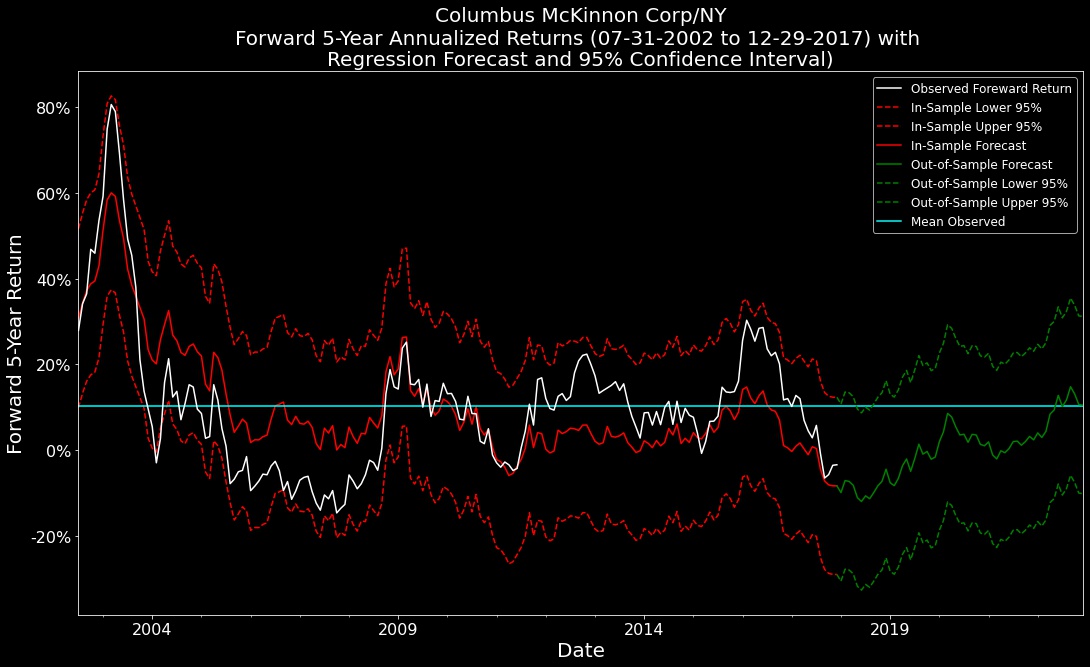 Columbus McKinnon Corp/NY
Forward 5-Year Annualized Returns (07-31-2002 to 12-29-2017) with
Regression Forecast and 95% Confidence Interval)
Observed Foreward Return
In-Sample Lower 95%
In-Sample Upper 95%
In-Sample Forecast
Out-of-Sample Forecast
Out-of-Sample Lower 95%
Out-of-Sample Upper 95%
Mean Observed
Forward 5-Year Return
80%
60%
40%
20%
0%
-20%
2004
2009
2014
2019
Date